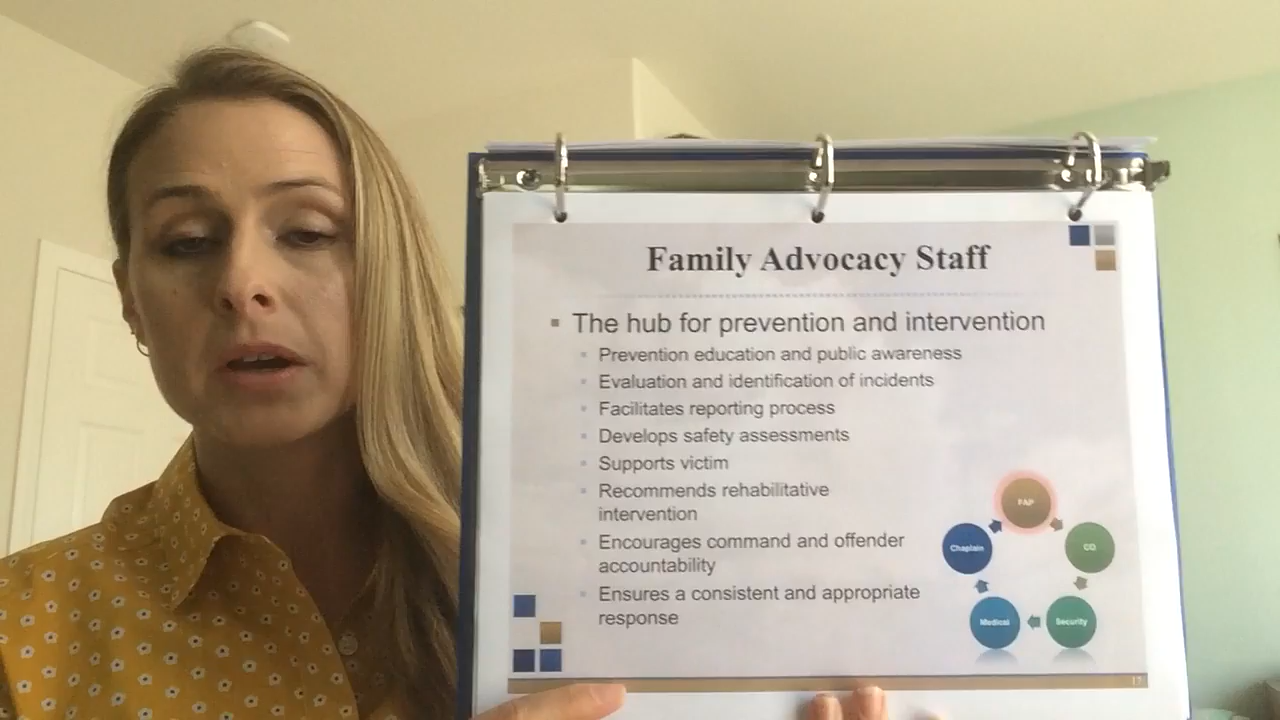 Family Advocacy Staff
The hub for prevention and intervention
Prevention education and public awareness
Evaluation and identification of incidents
Facilitates reporting process
Develops safety assessments
Supports victim
Recommends rehabilitative
intervention
Encourages command and offender
accountability
Ensures a consistent and appropriate
response
FAP
CO
Security
Medical
Chaplain
17